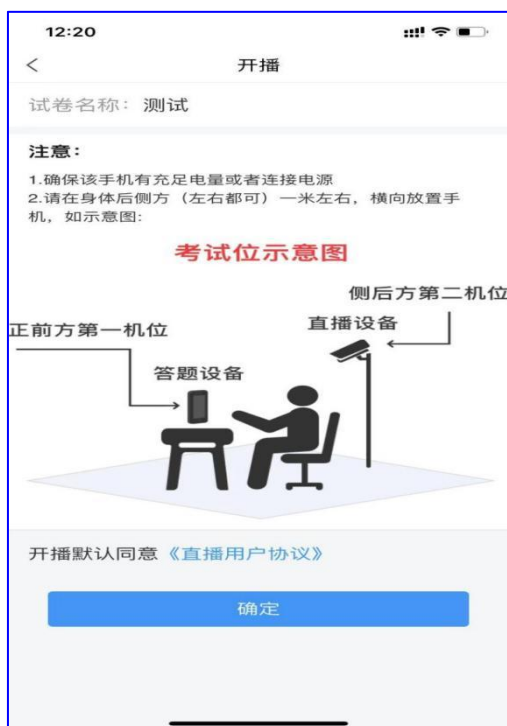 12:20
开播
试卷名称： 测试
注意：
1.确保该手机有充足电量或者连接电源
2.请在身体后侧方（左右都可）一米左右，横向放置手
机，如示意图:
考试位示意图
侧后方第二机位
正前方第一机位
直播设备
答题设备
开播默认同意《直播用户协议》
确定